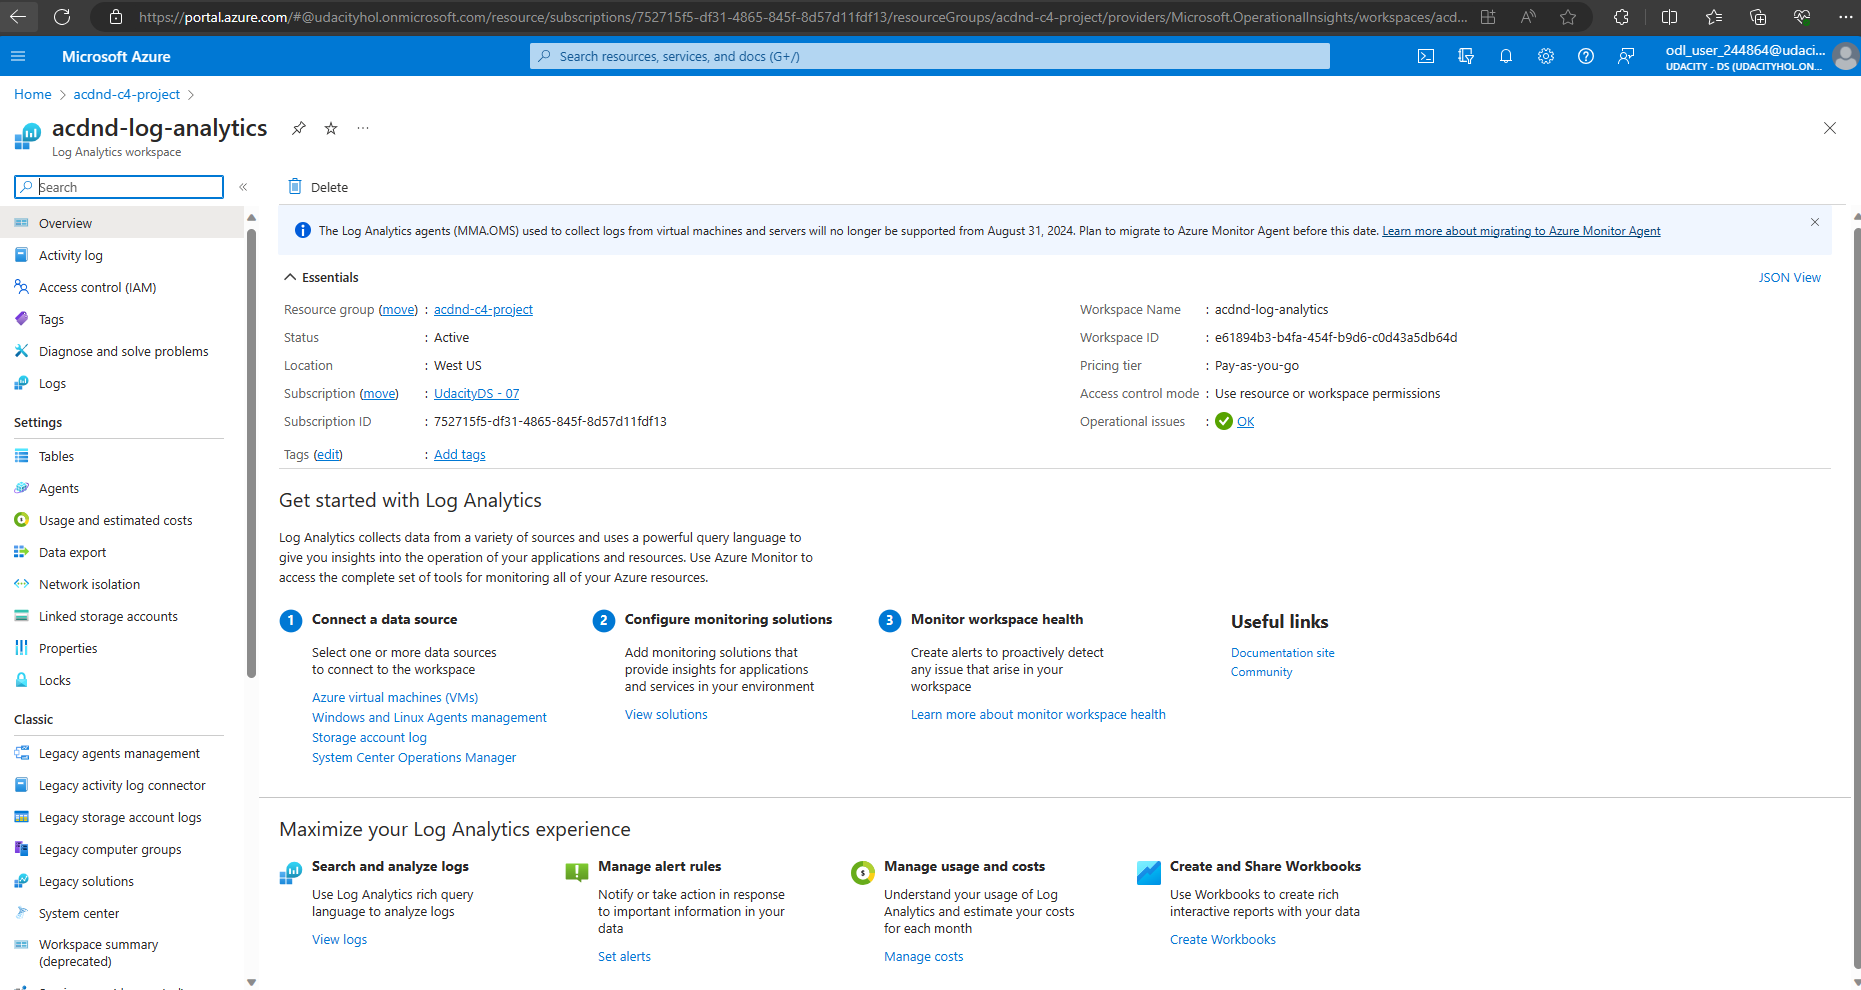 https://portal.azure.com/#@udacityhol.onmicrosoft.com/resource/subscriptions/752715f5-df31-4865-845f-8d57d11fdf13/resourceGroups/acdnd-c4-project/providers/Microsoft.OperationalInsights/workspaces/acd...
Microsoft Azure
Search resources, services, and docs (G+/)
odl_user_244864@udaci...
UDACITY - DS (UDACITYHOL.ON...
Home > acdnd-c4-project >
acdnd-log-analytics
Log Analytics workspace
Search
Delete
Overview
Activity log
Access control (IAM)
Tags
Diagnose and solve problems
Logs
Settings
Tables
Agents
Usage and estimated costs
Data export
Network isolation
Linked storage accounts
Properties
Locks
Classic
Legacy agents management
Legacy activity log connector
Legacy storage account logs
Legacy computer groups
Legacy solutions
System center
Workspace summary
(deprecated)
The Log Analytics agents (MMA,OMS) used to collect logs from virtual machines and servers will no longer be supported from August 31, 2024. Plan to migrate to Azure Monitor Agent before this date. Learn more about migrating to Azure Monitor Agent
Essentials
JSON View
Resource group (move) : acdnd-c4-project
Status : Active
Location : West US
Subscription (move) : UdacityDS - 07
Subscription ID : 752715f5-df31-4865-845f-8d57d11fdf13
Tags (edit) : Add tags
Workspace Name : acdnd-log-analytics
Workspace ID : e61894b3-b4fa-454f-b9d6-c0d43a5db64d
Pricing tier : Pay-as-you-go
Access control mode : Use resource or workspace permissions
Operational issues : OK
Get started with Log Analytics
Log Analytics collects data from a variety of sources and uses a powerful query language to
give you insights into the operation of your applications and resources. Use Azure Monitor to
access the complete set of tools for monitoring all of your Azure resources.
1 Connect a data source
Select one or more data sources
to connect to the workspace
Azure virtual machines (VMs)
Windows and Linux Agents management
Storage account log
System Center Operations Manager
2 Configure monitoring solutions
Add monitoring solutions that
provide insights for applications
and services in your environment
View solutions
3 Monitor workspace health
Create alerts to proactively detect
any issue that arise in your
workspace
Learn more about monitor workspace health
Useful links
Documentation site
Community
Maximize your Log Analytics experience
Search and analyze logs
Use Log Analytics rich query
language to analyze logs
View logs
Manage alert rules
Notify or take action in response
to important information in your
data
Set alerts
Manage usage and costs
Understand your usage of Log
Analytics and estimate your costs
for each month
Manage costs
Create and Share Workbooks
Use Workbooks to create rich
interactive reports with your data
Create Workbooks